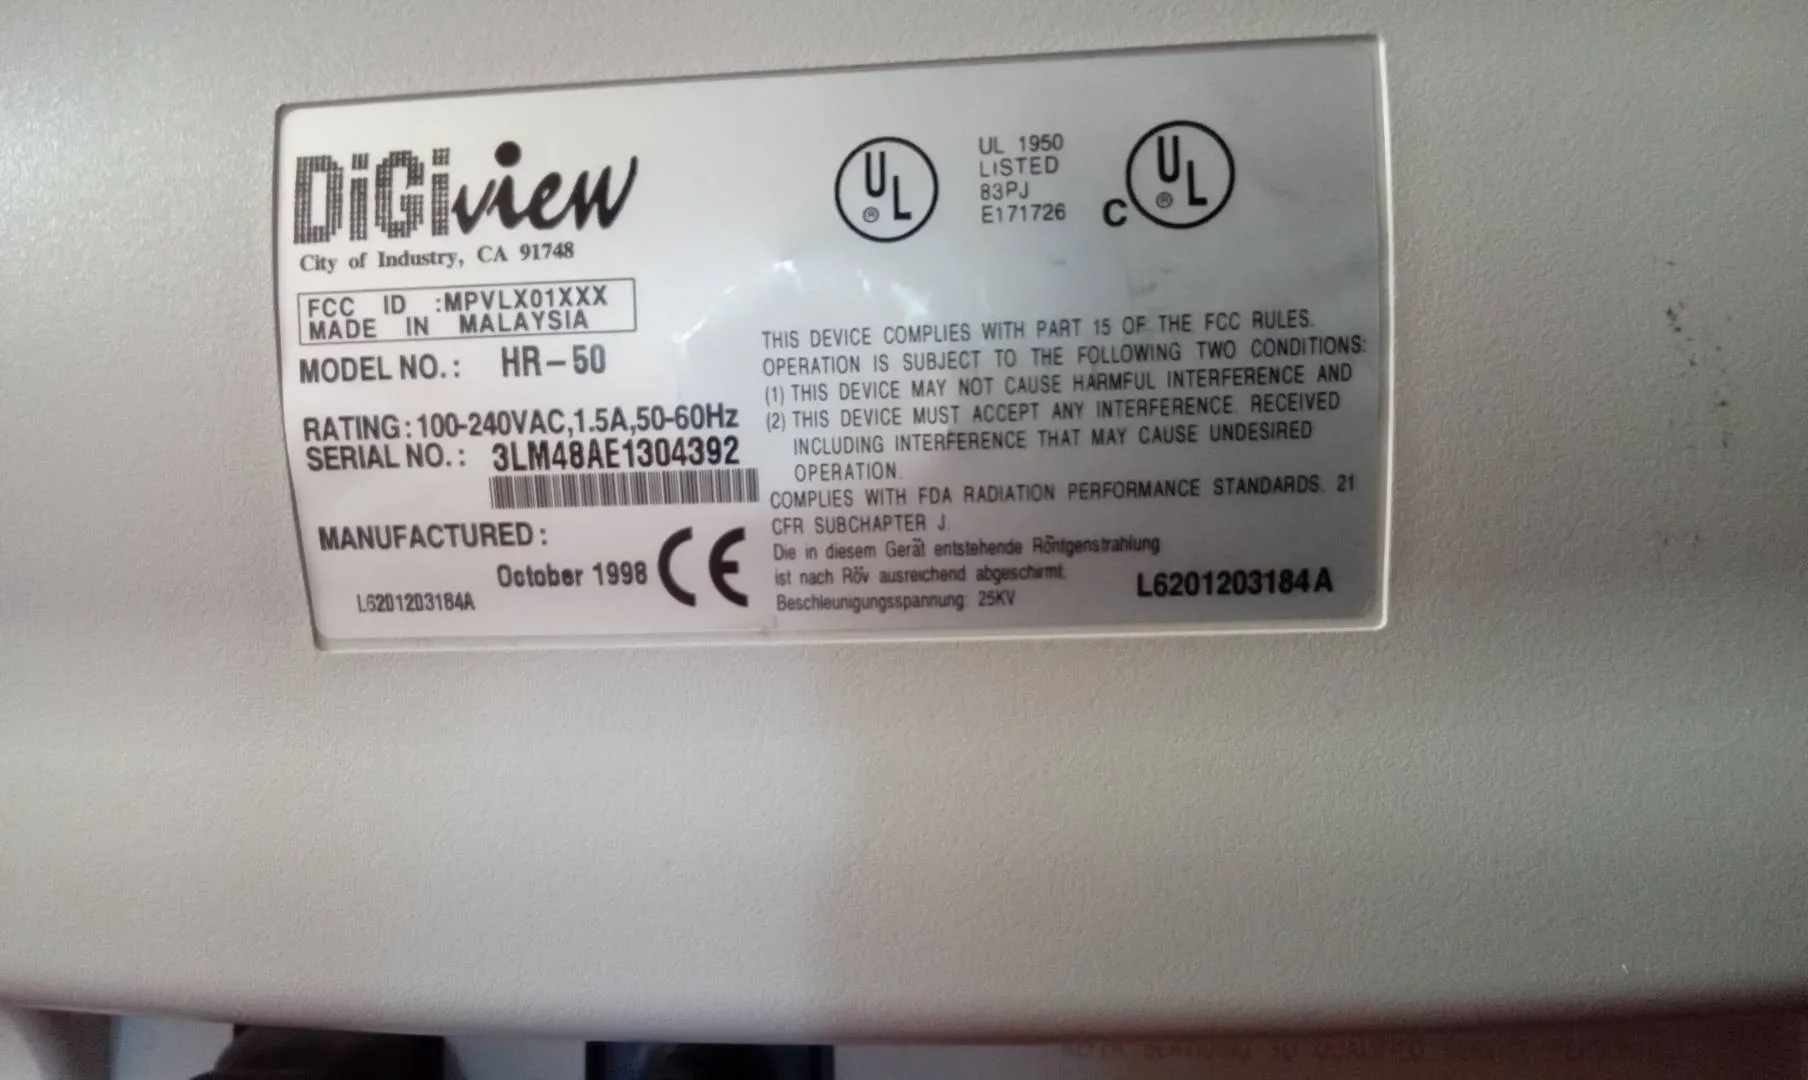 DiGiview
City of Industry, CA 91748
FCC ID :MPVLX01XXX
MADE IN MALAYSIA
MODEL NO.: HR-50
RATING: 100-240VAC,1.5A,50-60Hz
SERIAL NO.: 3LM48AE1304392
MANUFACTURED:
October 1998
L6201203184A
CE
UL ®
UL 1950
LISTED
83PJ
E171726
C UL ®
THIS DEVICE COMPLIES WITH PART 15 OF THE FCC RULES.
OPERATION IS SUBJECT TO THE FOLLOWING TWO CONDITIONS:
(1) THIS DEVICE MAY NOT CAUSE HARMFUL INTERFERENCE AND
(2) THIS DEVICE MUST ACCEPT ANY INTERFERENCE RECEIVED
INCLUDING INTERFERENCE THAT MAY CAUSE UNDESIRED
OPERATION.
COMPLIES WITH FDA RADIATION PERFORMANCE STANDARDS. 21
CFR SUBCHAPTER J.
Die in diesem Gerät entstehende Röntgenstrahlung
ist nach Röv ausreichend abgeschirmt.
Beschleunigungsspannung 25KV
L6201203184A